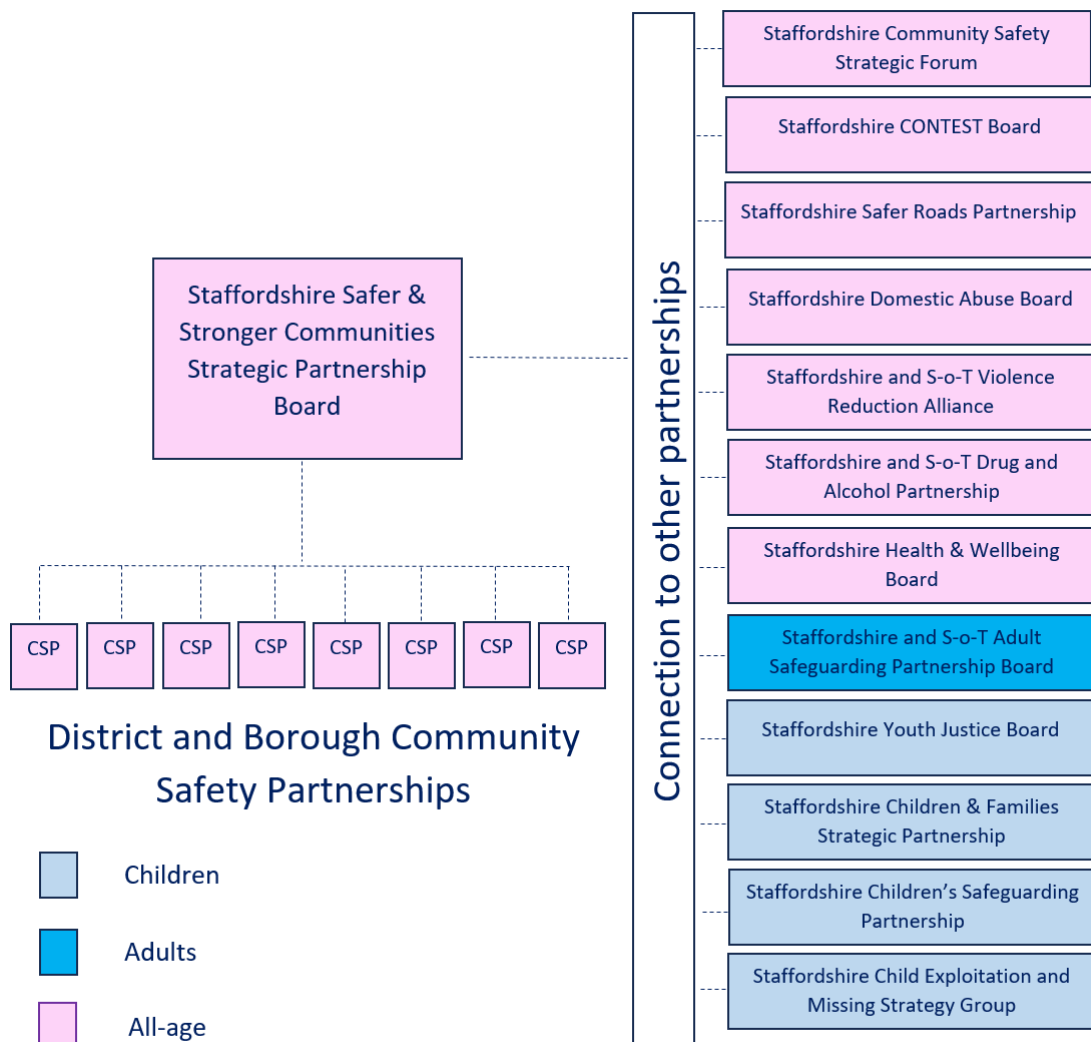 Staffordshire Safer &
Stronger Communities
Strategic Partnership
Board
CSP
CSP
CSP
CSP
CSP
CSP
CSP
CSP
District and Borough Community
Safety Partnerships
Children
Adults
All-age
Connection to other partnerships
Staffordshire Community Safety
Strategic Forum
Staffordshire CONTEST Board
Staffordshire Safer Roads Partnership
Staffordshire Domestic Abuse Board
Staffordshire and S-o-T Violence
Reduction Alliance
Staffordshire and S-o-T Drug and
Alcohol Partnership
Staffordshire Health & Wellbeing
Board
Staffordshire and S-o-T Adult
Safeguarding Partnership Board
Staffordshire Youth Justice Board
Staffordshire Children & Families
Strategic Partnership
Staffordshire Children’s Safeguarding
Partnership
Staffordshire Child Exploitation and
Missing Strategy Group